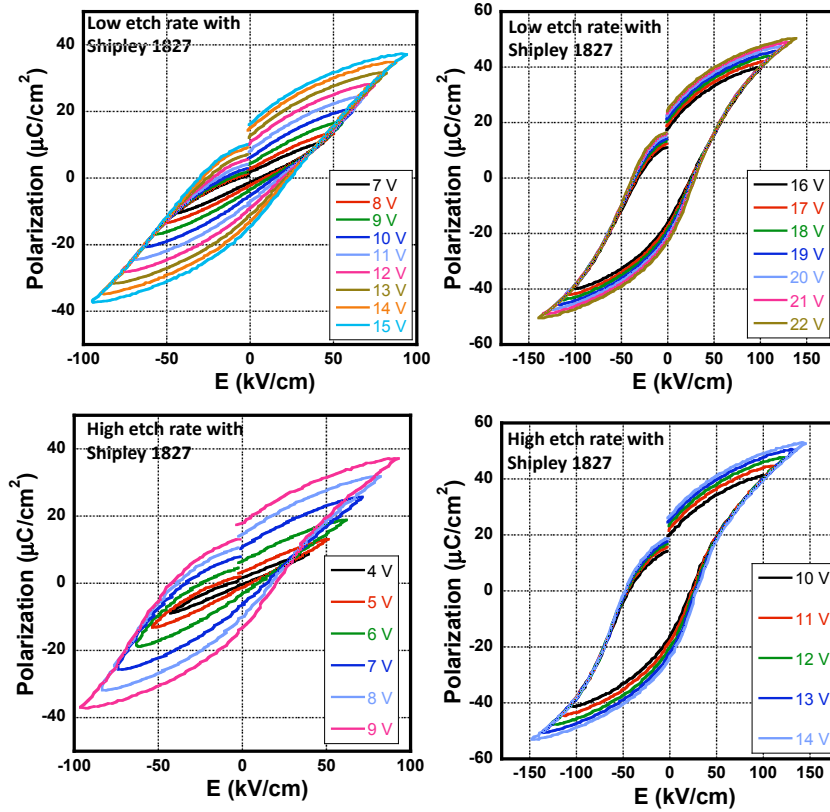 Low etch rate with
Shipley 1827
Polarization (µC/cm²)
40
20
0
-20
-40
7 V
8 V
9 V
10 V
11 V
12 V
13 V
14 V
15 V
-100
-50
0
50
100
E (kV/cm)
Low etch rate with
Shipley 1827
Polarization (µC/cm²)
60
40
20
0
-20
-40
-60
16 V
17 V
18 V
19 V
20 V
21 V
22 V
-150
-100
-50
0
50
100
150
E (kV/cm)
High etch rate with
Shipley 1827
Polarization (µC/cm²)
40
20
0
-20
-40
4 V
5 V
6 V
7 V
8 V
9 V
-100
-50
0
50
100
E (kV/cm)
High etch rate with
Shipley 1827
Polarization (µC/cm²)
60
40
20
0
-20
-40
-60
10 V
11 V
12 V
13 V
14 V
-150
-100
-50
0
50
100
150
E (kV/cm)